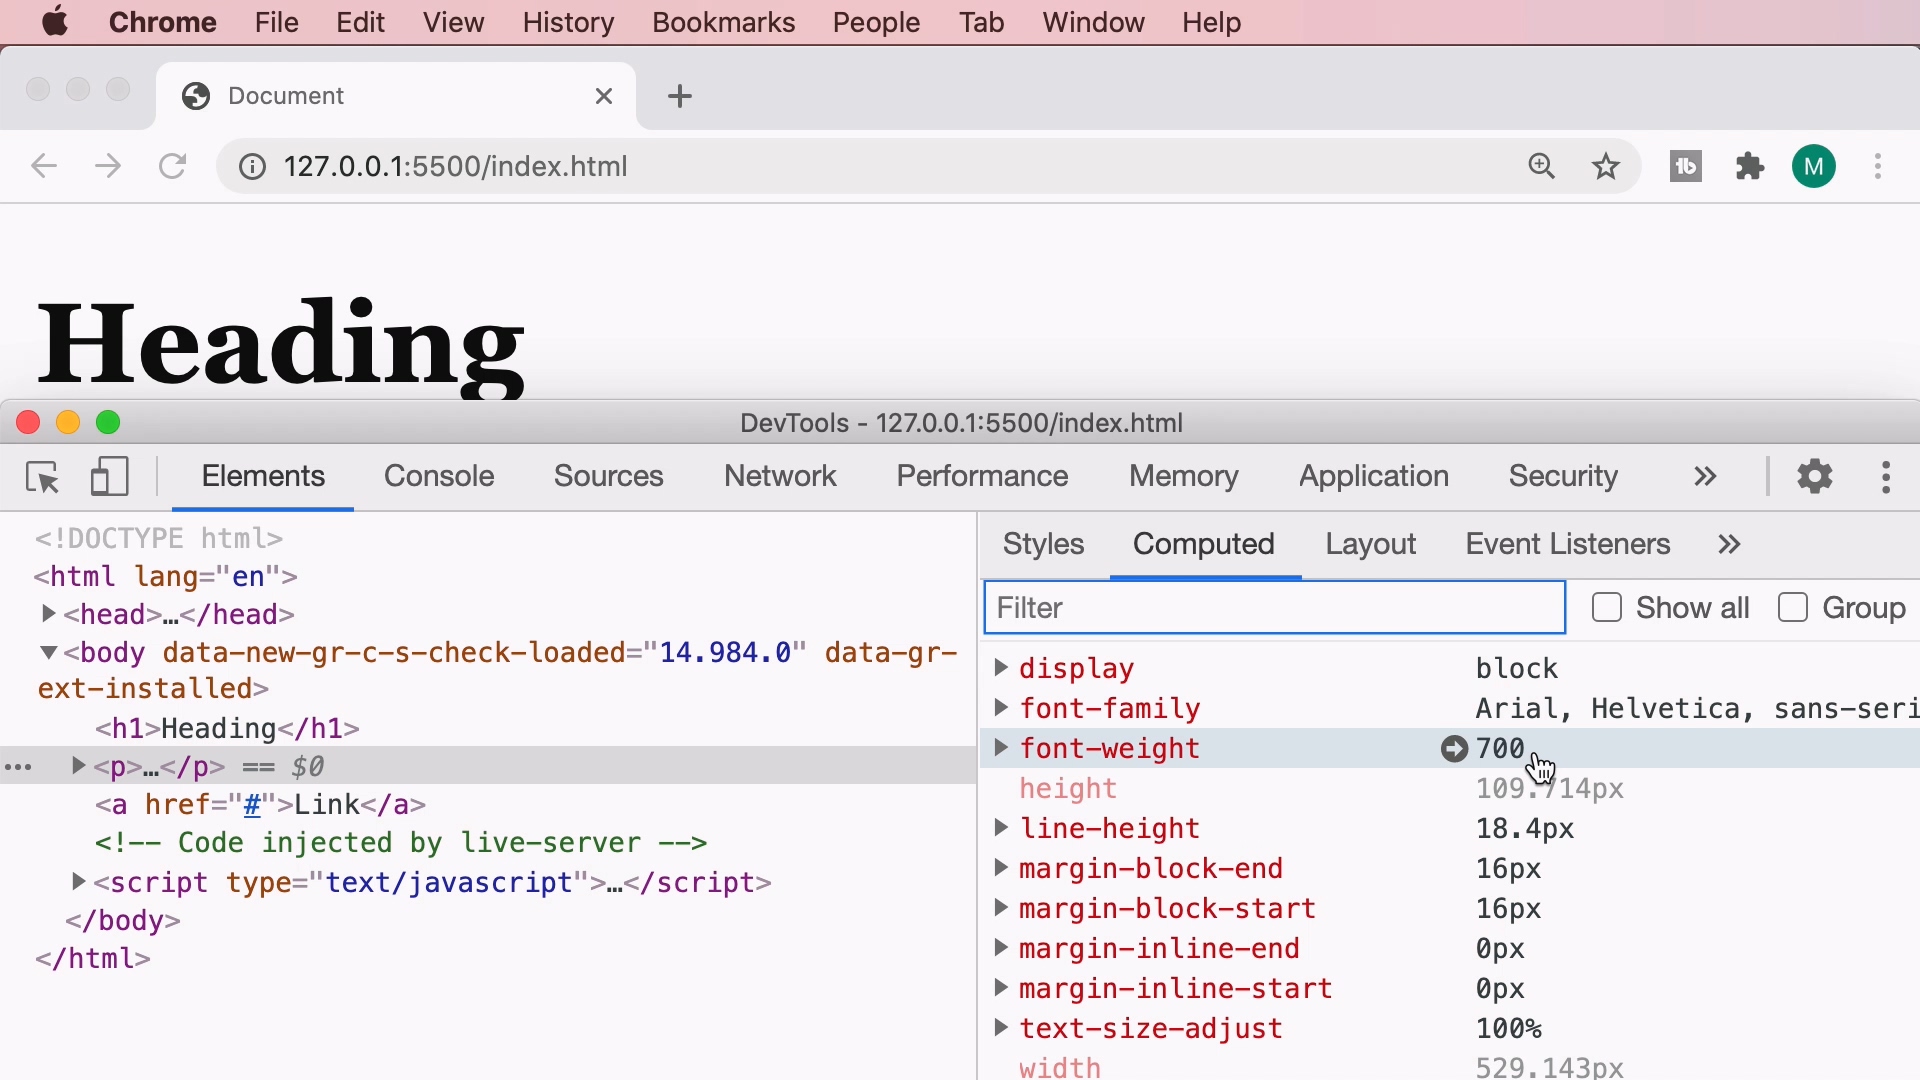 Chrome File Edit View History Bookmarks People Tab Window Help
Document
127.0.0.1:5500/index.html
M
Heading
DevTools - 127.0.0.1:5500/index.html
Elements Console Sources Network Performance Memory Application Security »
<!DOCTYPE html>
<html lang="en">
<head>…</head>
<body data-new-gr-c-s-check-loaded="14.984.0" data-gr-
ext-installed>
<h1>Heading</h1>
<p>…</p> == $0
<a href="#">Link</a>
<!-- Code injected by live-server -->
<script type="text/javascript">…</script>
</body>
</html>
Styles Computed Layout Event Listeners »
Filter Show all Group
display block
font-family Arial, Helvetica, sans-seri
font-weight 700
height 109.714px
line-height 18.4px
margin-block-end 16px
margin-block-start 16px
margin-inline-end 0px
margin-inline-start 0px
text-size-adjust 100%
width 529.143px